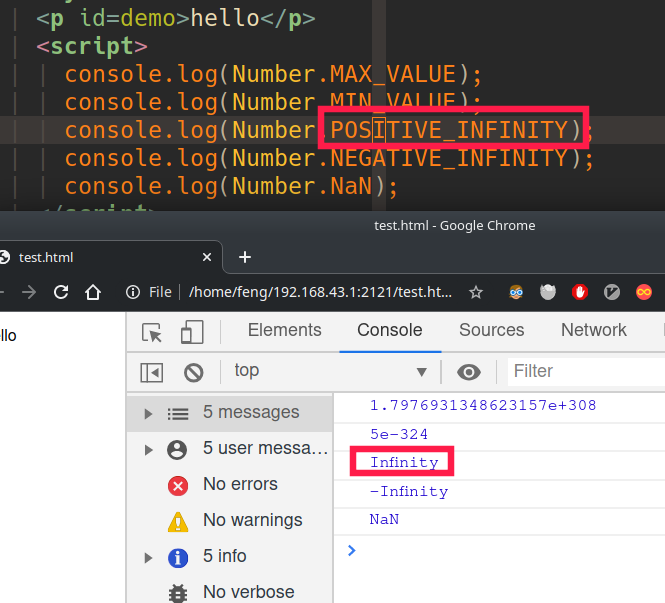 <p id=demo>hello</p>
<script>
console.log(Number.MAX_VALUE);
console.log(Number.MIN_VALUE);
console.log(Number.POSITIVE_INFINITY);
console.log(Number.NEGATIVE_INFINITY);
console.log(Number.NaN);
</script>
test.html - Google Chrome
test.html × +
File | /home/feng/192.168.43.1:2121/test.ht...
llo
Elements Console Sources Network
top Filter
5 messages
5 user messa...
No errors
No warnings
5 info
No verbose
1.7976931348623157e+308
5e-324
Infinity
-Infinity
NaN
>